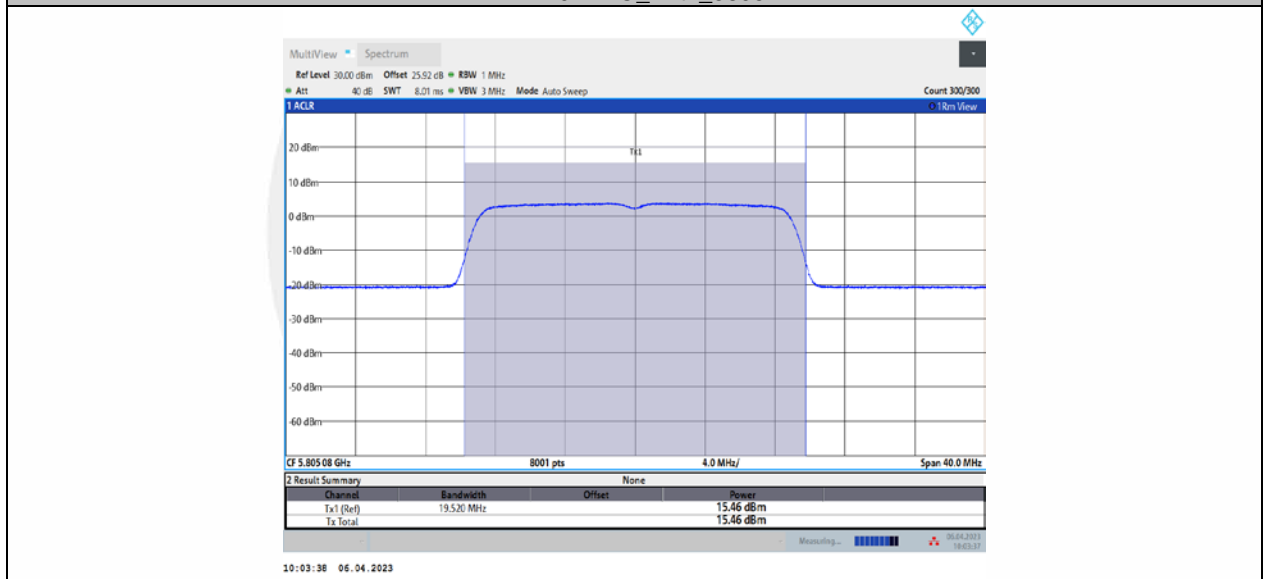 MultiView Spectrum
Ref Level 30.00 dBm Offset 25.92 dB RBW 1 MHz
Att 40 dB SWT 8.01 ms VBW 3 MHz Mode Auto Sweep Count 300/300
1 ACLR 1Rm View
Tx1
20 dBm
10 dBm
0 dBm
-10 dBm
-20 dBm
-30 dBm
-40 dBm
-50 dBm
-60 dBm
CF 5.80508 GHz 8001 pts 4.0 MHz/ Span 40.0 MHz
2 Result Summary None
Channel Bandwidth Offset Power
Tx1 (Ref) 19.520 MHz 15.46 dBm
Tx Total 15.46 dBm
Measuring... 06.04.2023
10:03:37
10:03:38 06.04.2023